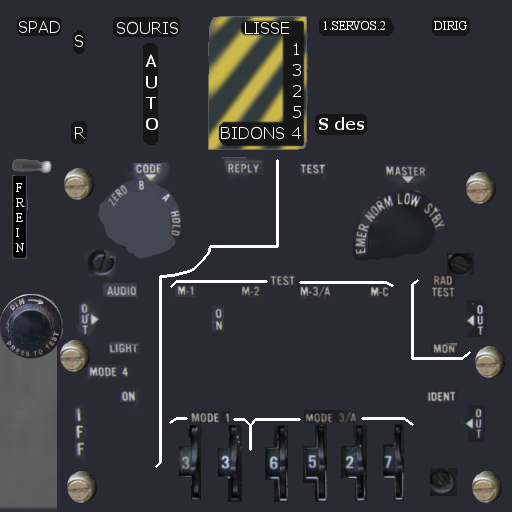 SPAD
SOURIS
LISSE
1.SERVOS.2
DIRIG
S
R
AUTO
1
3
2
5
BIDONS 4
S des
FREIN
CODE
REPLY
TEST
MASTER
ZERO B A HOLD
EMER NORM LOW STBY
TEST
M-1 M-2 M-3/A M-C
RAD
TEST
AUDIO
OUT
ON
OUT
DIM
PRESS TO TEST
LIGHT
MON
MODE 4
ON
IDENT
IFF
OUT
MODE 1 MODE 3/A
3 3 6 5 2 7